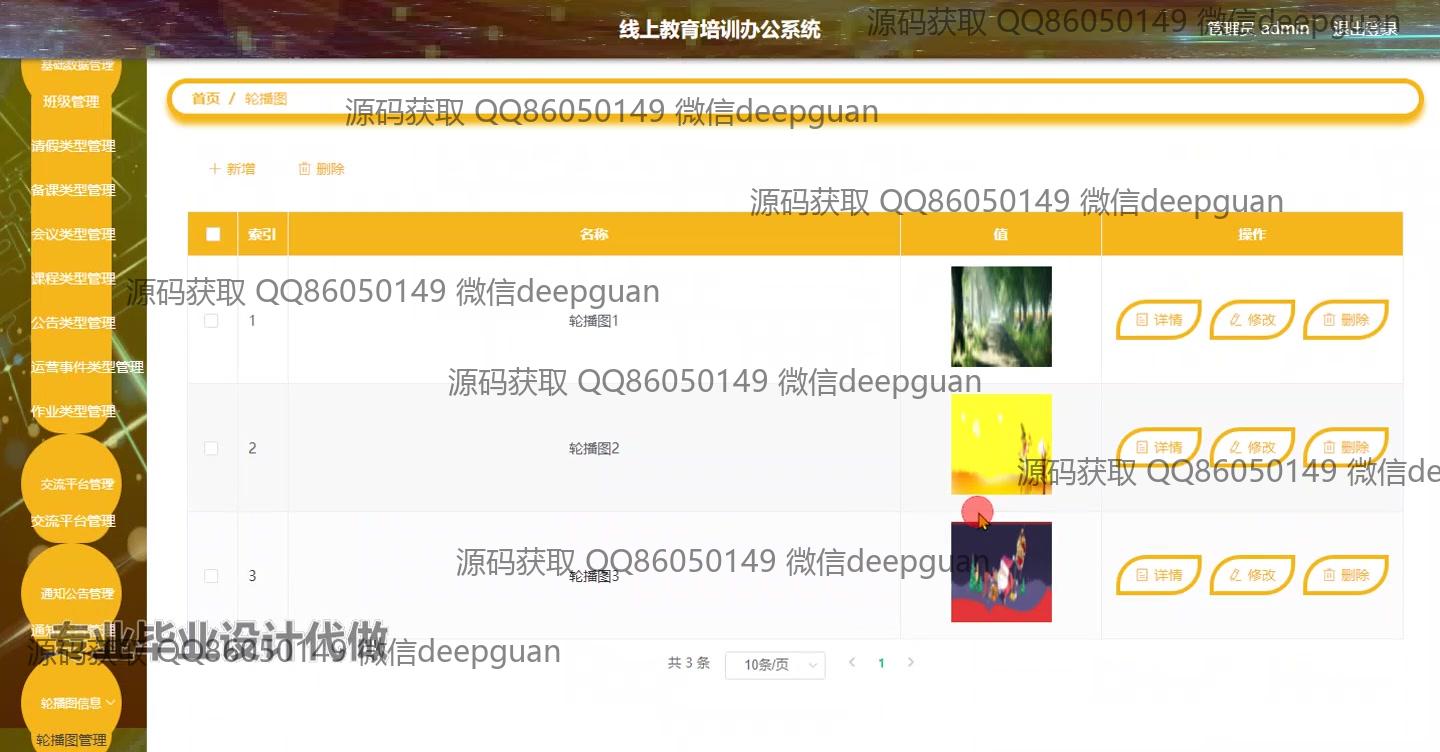 线上教育培训办公系统
源码获取 QQ86050149 微信deepguan
管理员 admin
退出登录
基础数据管理
班级管理
请假类型管理
备课类型管理
会议类型管理
课程类型管理
公告类型管理
运营事件类型管理
作业类型管理
交流平台管理
交流平台管理
通知公告管理
轮播图信息
轮播图管理
首页 / 轮播图
源码获取 QQ86050149 微信deepguan
新增 删除
源码获取 QQ86050149 微信deepguan
索引 名称 值 操作
源码获取 QQ86050149 微信deepguan
1 轮播图1 详情 修改 删除
源码获取 QQ86050149 微信deepguan
2 轮播图2 详情 修改 删除
源码获取 QQ86050149 微信de
源码获取 QQ86050149 微信deepguan
3 轮播图3 详情 修改 删除
专业毕业设计代做
源码获取 QQ86050149 微信deepguan
共 3 条 10条/页 1